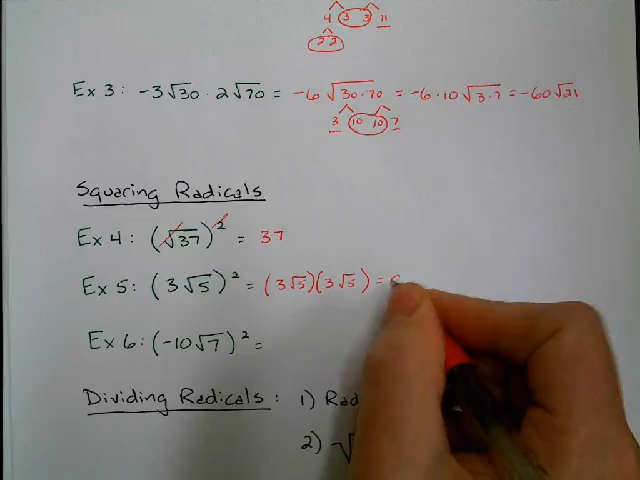 4 3 3 11
2 2
Ex 3: -3√30 · 2√70 = -6 √30·70 = -6·10 √3·7 = -60√21
3 10 10 7
Squaring Radicals
Ex 4: (√37)² = 37
Ex 5: (3√5)² = (3√5)(3√5) =
Ex 6: (-10√7)² =
Dividing Radicals: 1) Rad
2) √